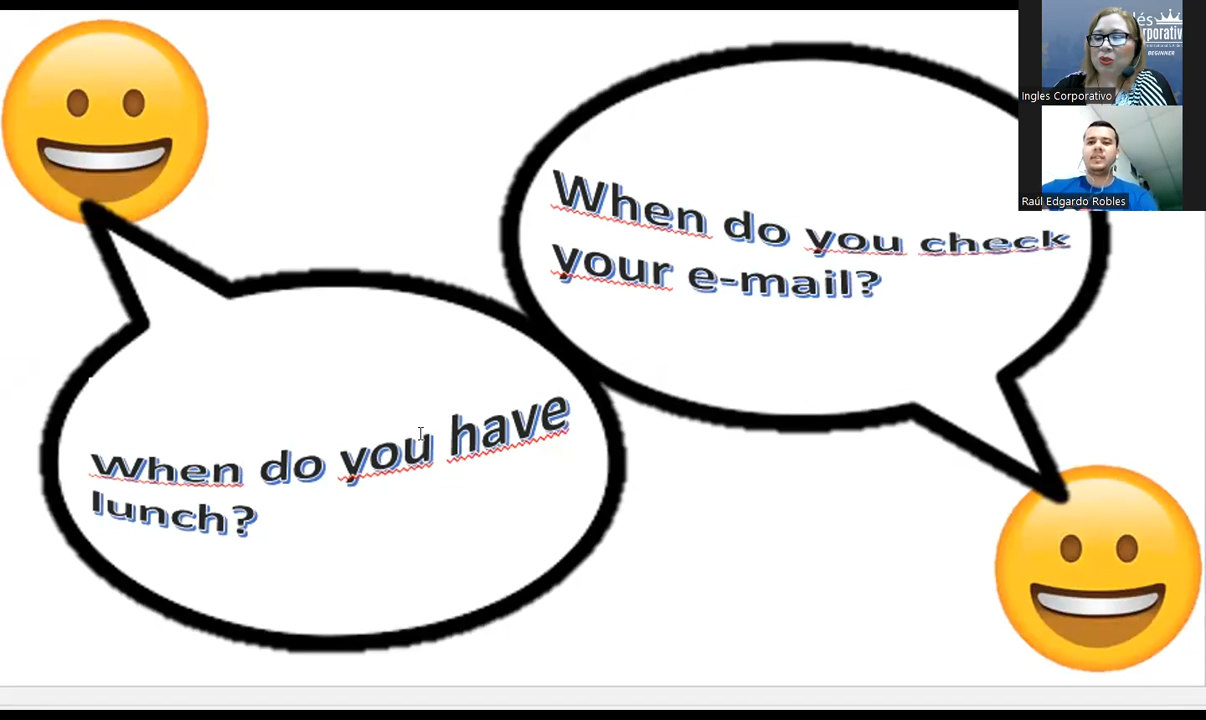 When do you check
your e-mail?
When do you have
lunch?
BEGINNER
Ingles Corporativo
Raúl Edgardo Robles